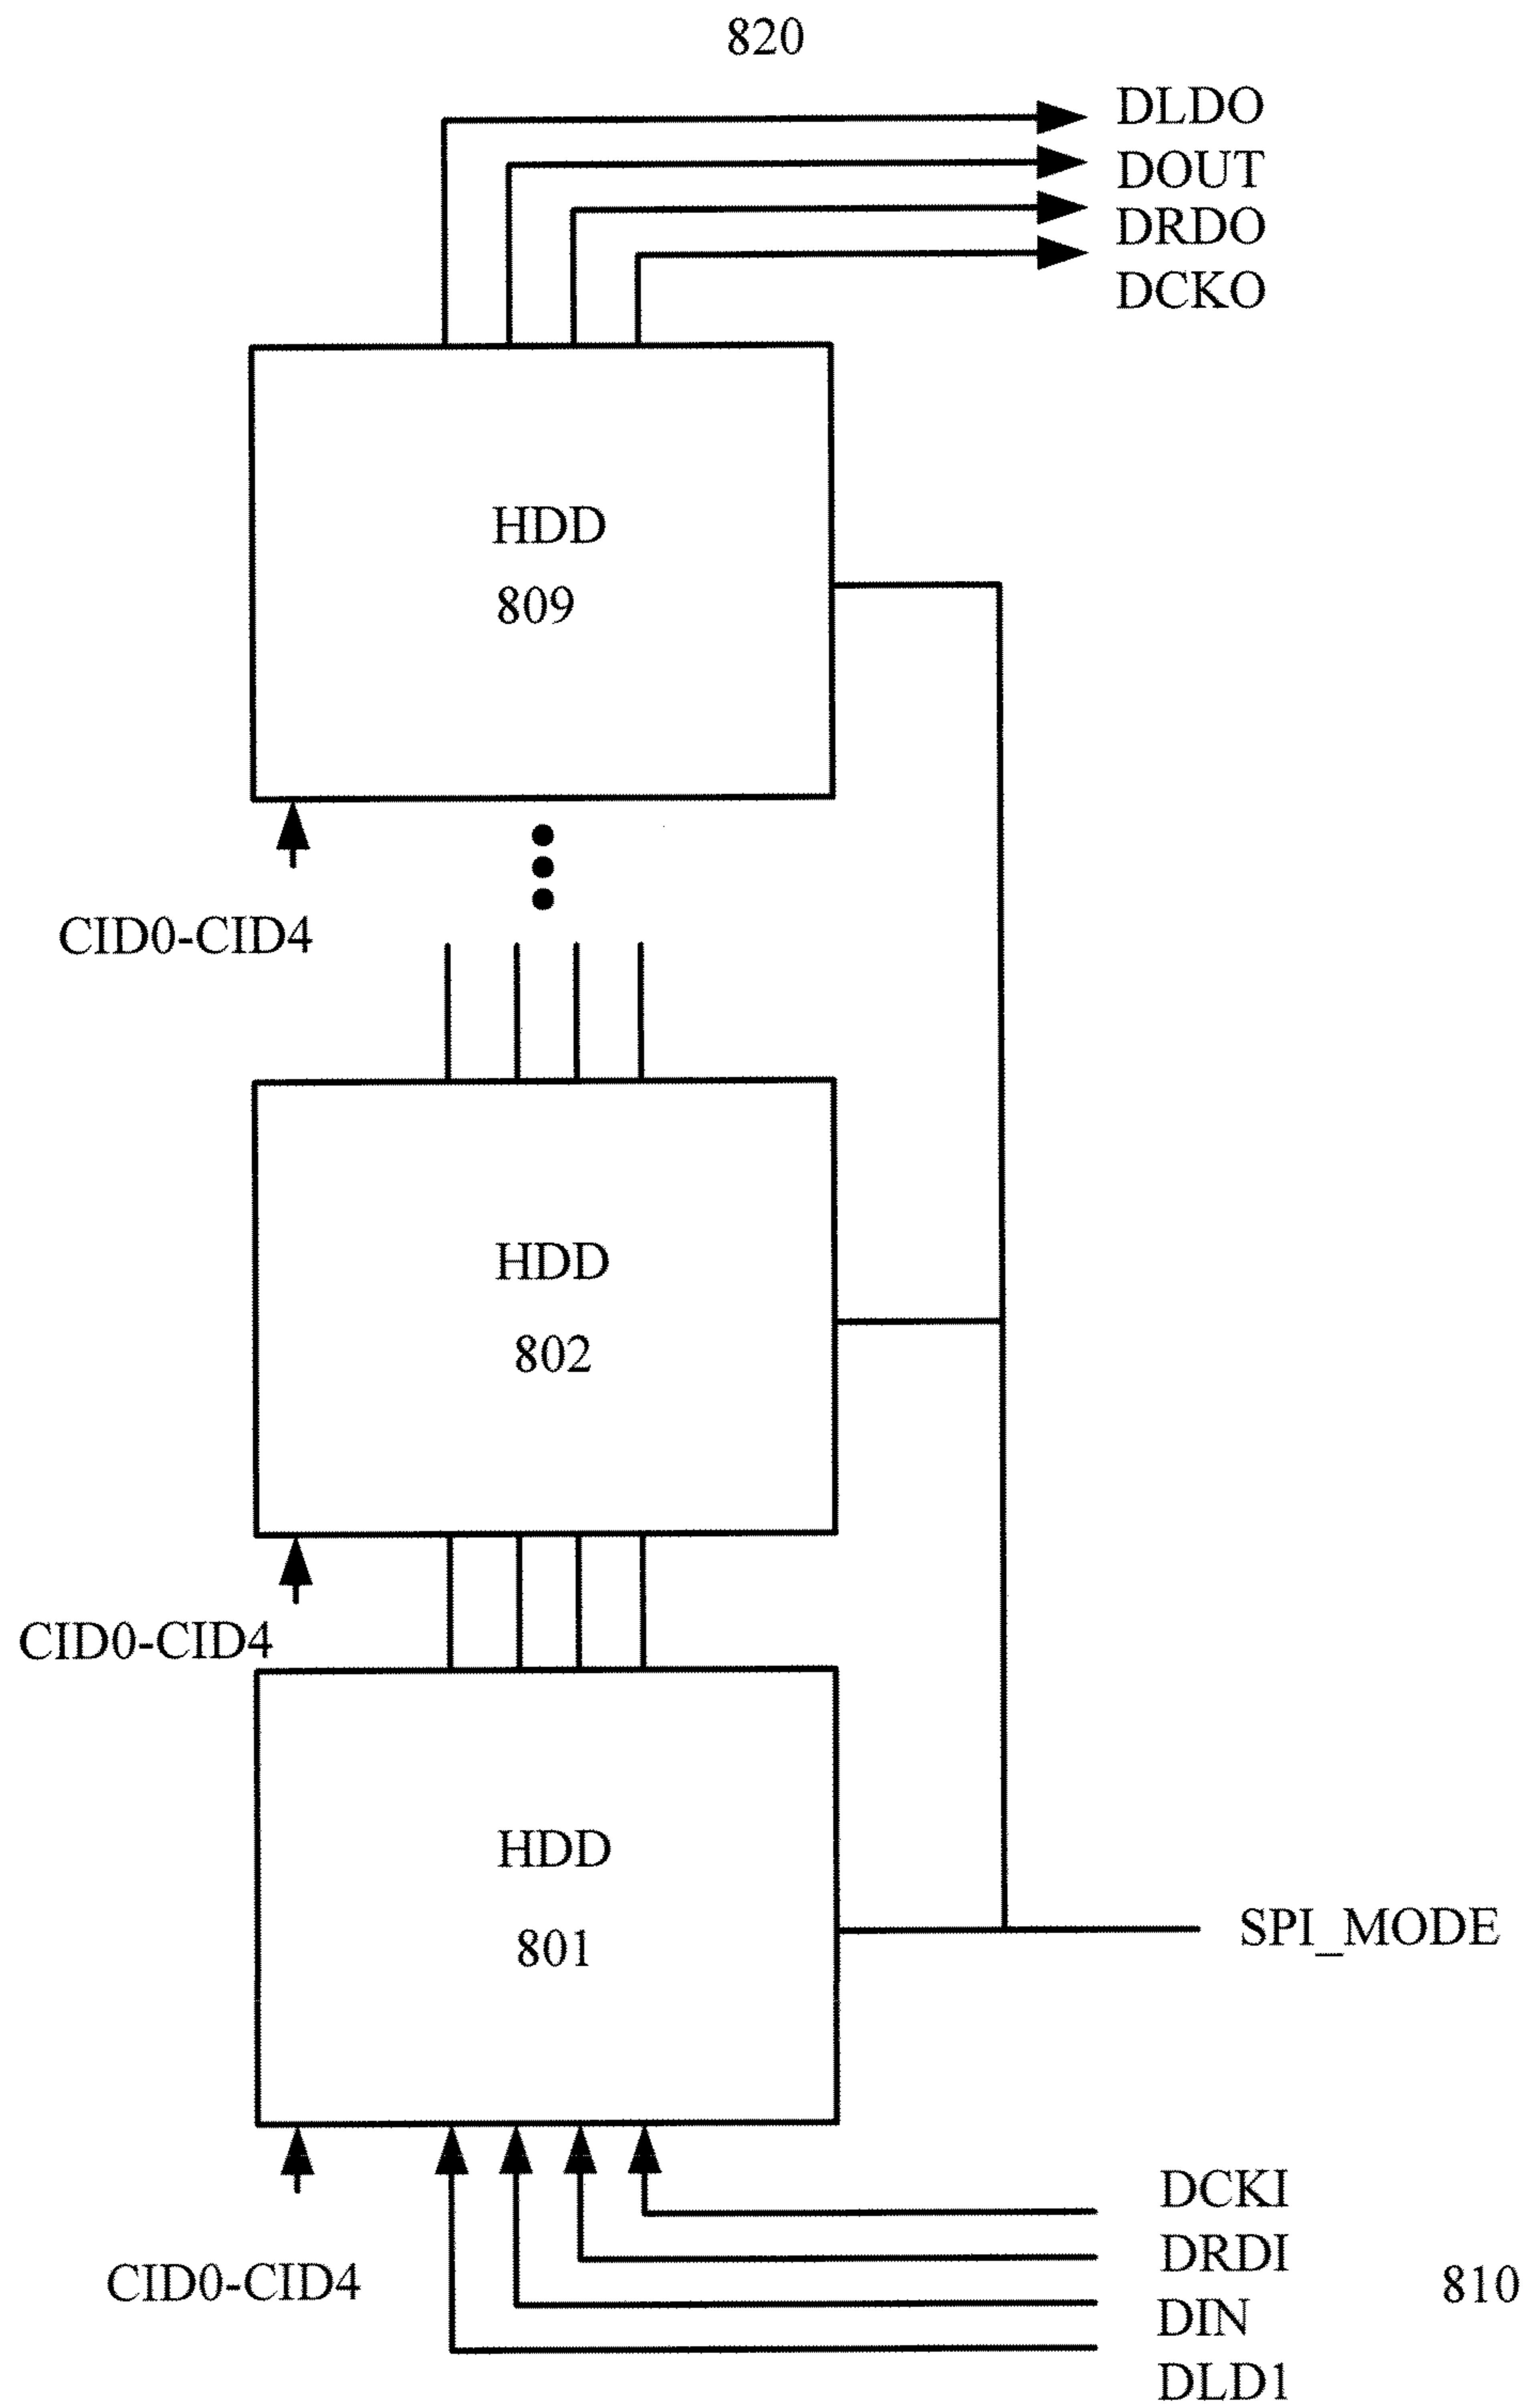 820
DLDO
DOUT
DRDO
DCKO
HDD
809
CID0-CID4
HDD
802
CID0-CID4
HDD
801
SPI_MODE
CID0-CID4
DCKI
DRDI
DIN
DLD1
810